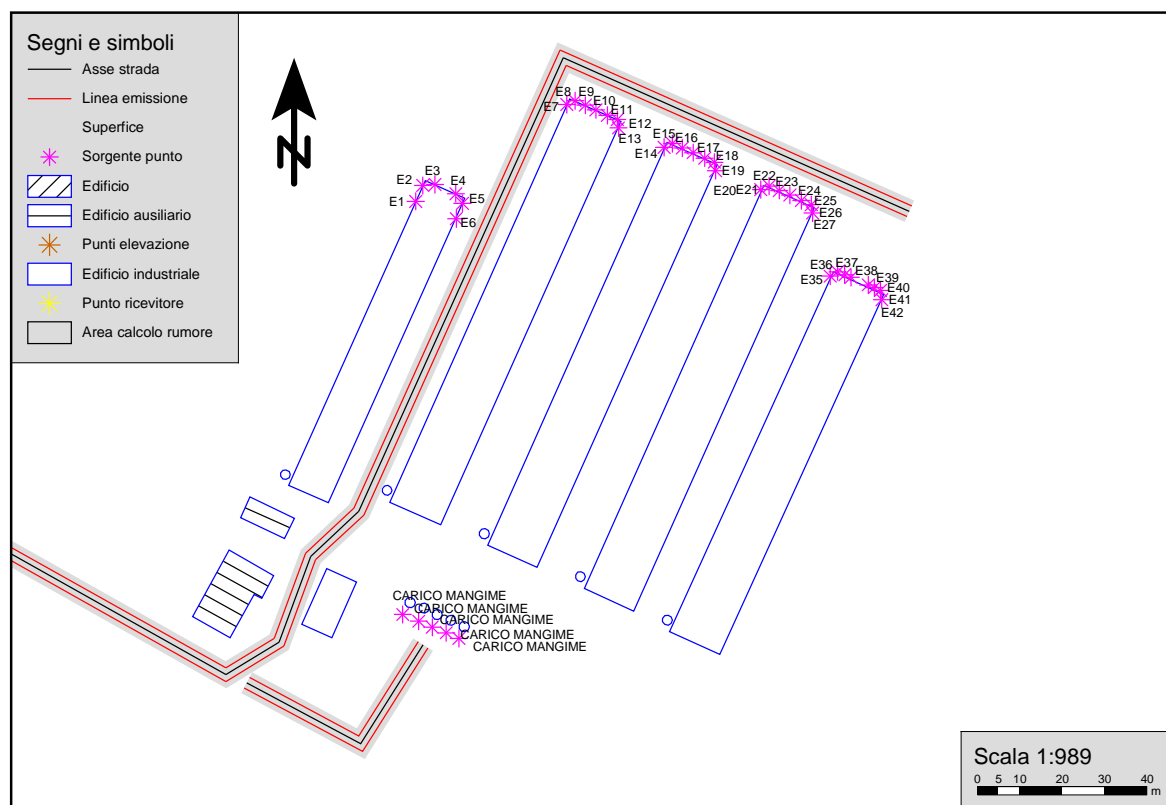 Segni e simboli
Asse strada
Linea emissione
Superfice
Sorgente punto
Edificio
Edificio ausiliario
Punti elevazione
Edificio industriale
Punto ricevitore
Area calcolo rumore
N
E1
E2
E3
E4
E5
E6
E7
E8
E9
E10
E11
E12
E13
E14
E15
E16
E17
E18
E19
E20
E21
E22
E23
E24
E25
E26
E27
E35
E36
E37
E38
E39
E40
E41
E42
CARICO MANGIME
CARICO MANGIME
CARICO MANGIME
CARICO MANGIME
CARICO MANGIME
Scala 1:989
0 5 10 20 30 40
m